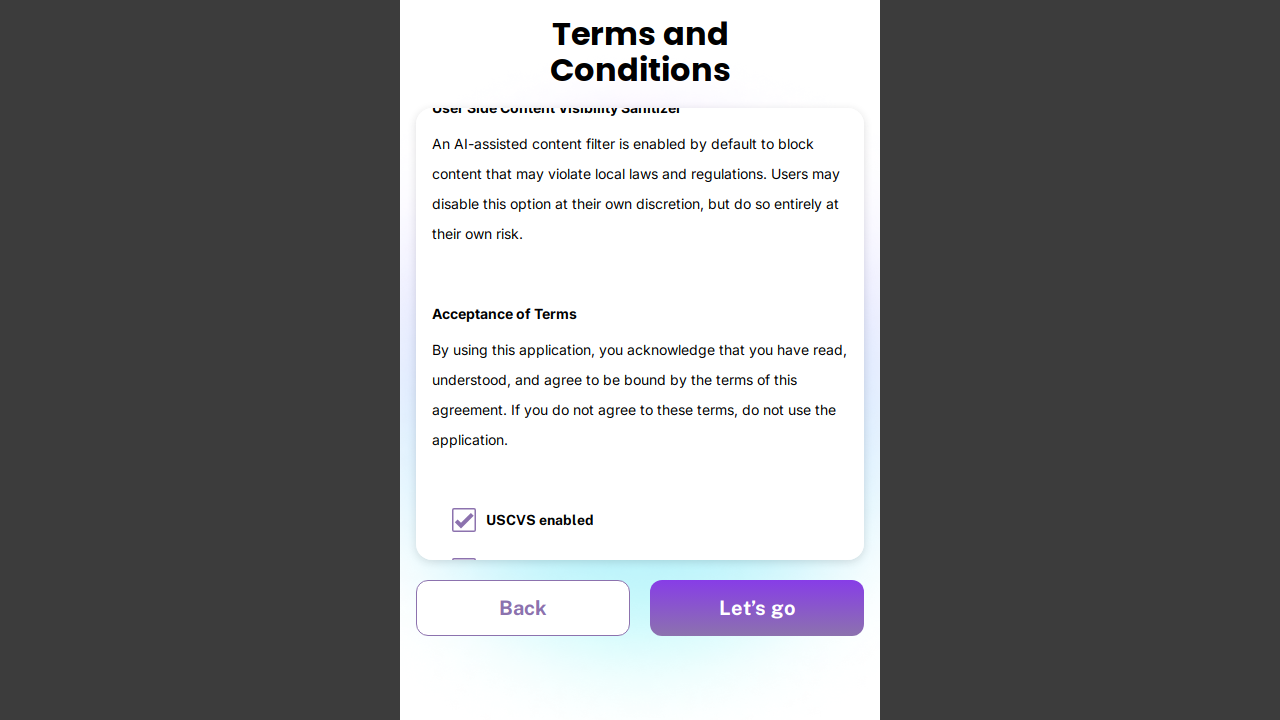 Terms and
Conditions
User Side Content Visibility Sanitizer
An AI-assisted content filter is enabled by default to block
content that may violate local laws and regulations. Users may
disable this option at their own discretion, but do so entirely at
their own risk.
Acceptance of Terms
By using this application, you acknowledge that you have read,
understood, and agree to be bound by the terms of this
agreement. If you do not agree to these terms, do not use the
application.
USCVS enabled
Back
Let’s go